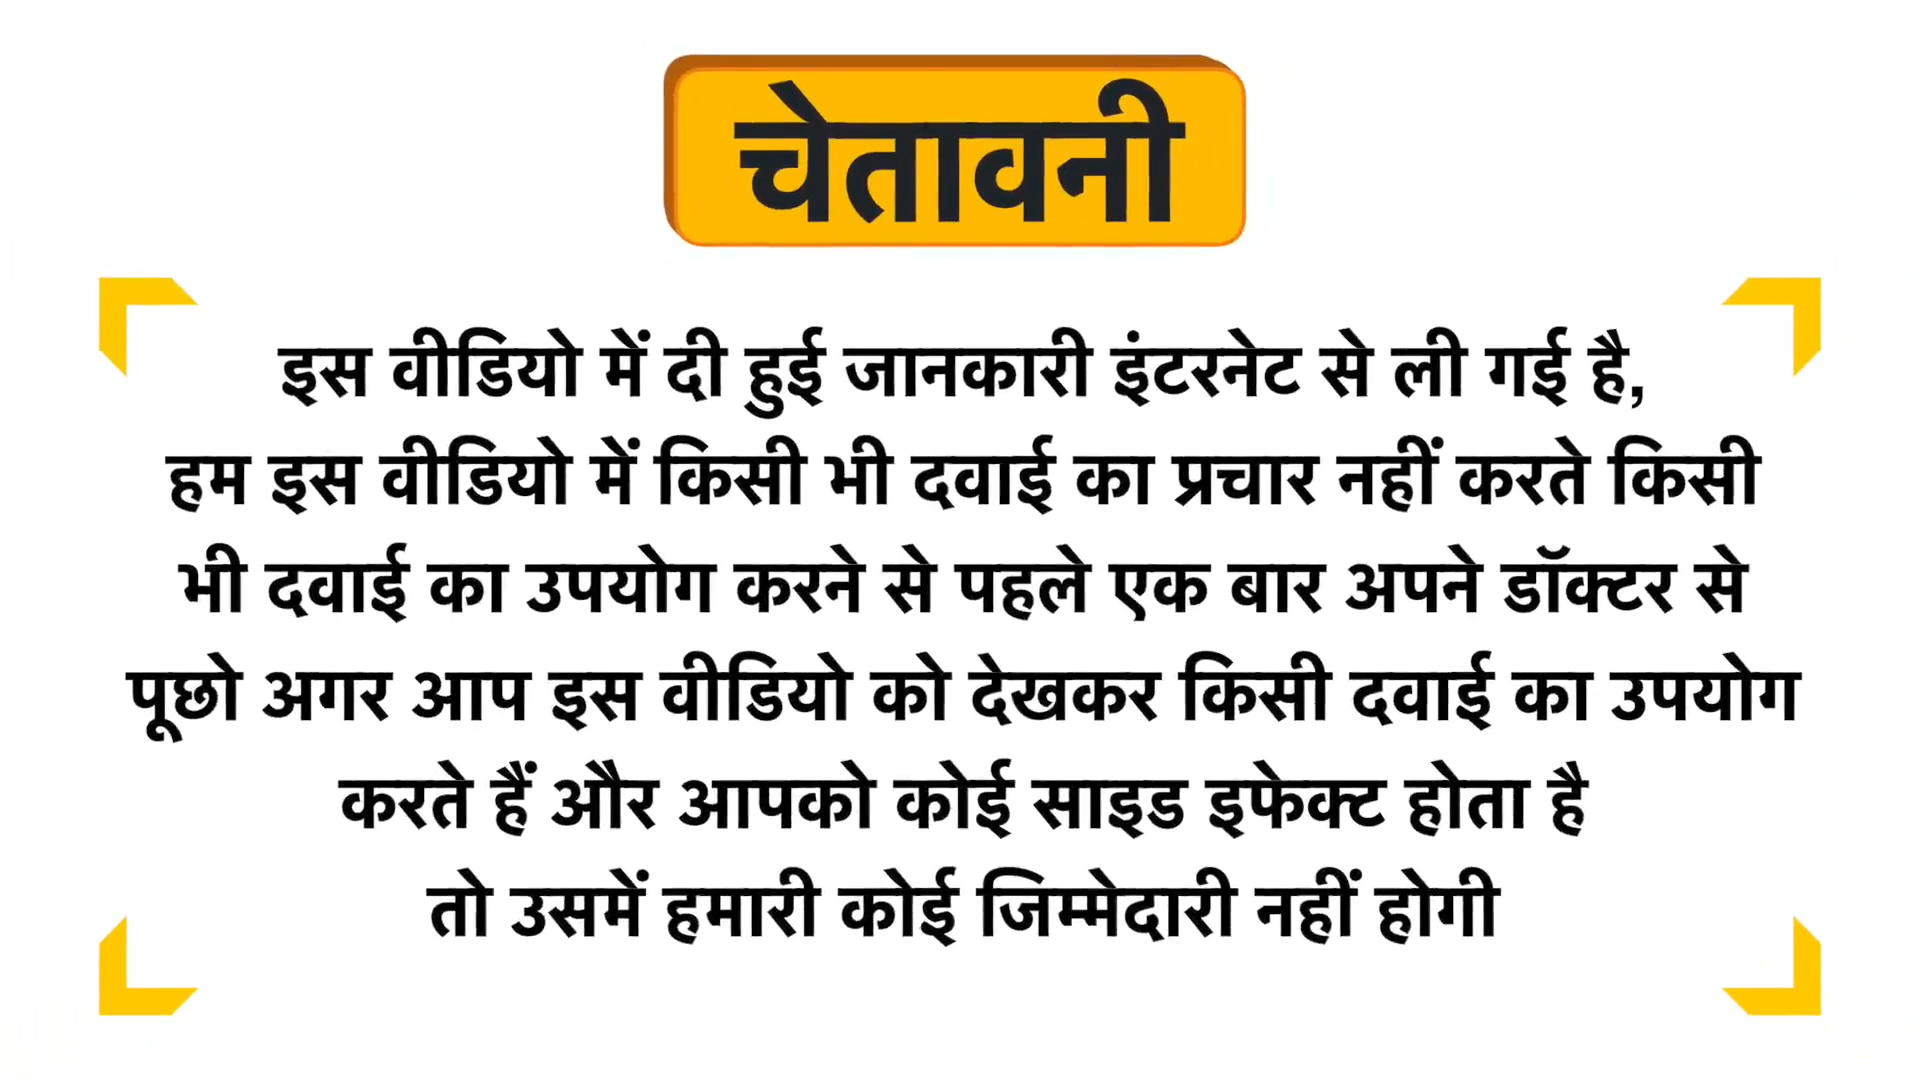 चेतावनी
इस वीडियो में दी हुई जानकारी इंटरनेट से ली गई है,
हम इस वीडियो में किसी भी दवाई का प्रचार नहीं करते किसी
भी दवाई का उपयोग करने से पहले एक बार अपने डॉक्टर से
पूछो अगर आप इस वीडियो को देखकर किसी दवाई का उपयोग
करते हैं और आपको कोई साइड इफेक्ट होता है
तो उसमें हमारी कोई जिम्मेदारी नहीं होगी